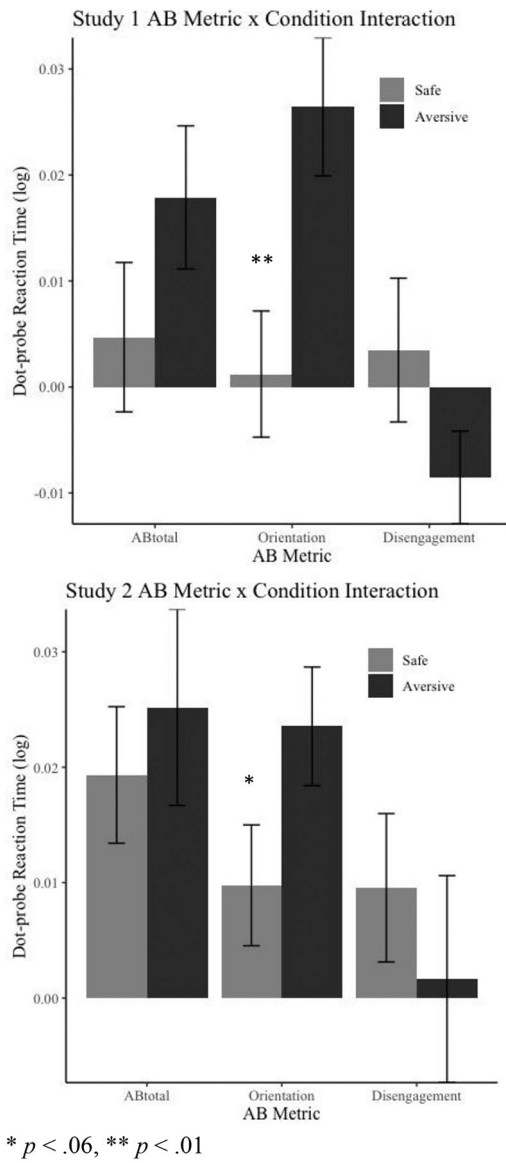 Study 1 AB Metric x Condition Interaction
Dot-probe Reaction Time (log)
0.03
0.02
0.01
0.00
-0.01
Safe
Aversive
**
ABtotal Orientation Disengagement
AB Metric
Study 2 AB Metric x Condition Interaction
Dot-probe Reaction Time (log)
0.03
0.02
0.01
0.00
Safe
Aversive
*
ABtotal Orientation Disengagement
AB Metric
* p < .06, ** p < .01